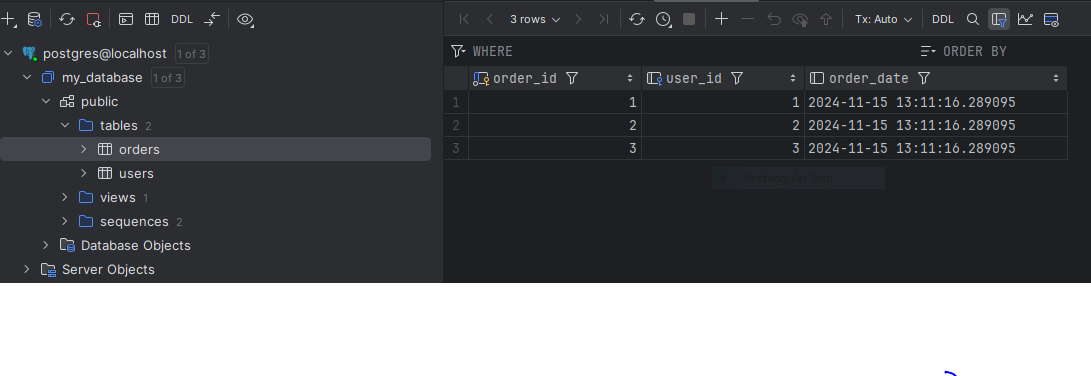 DDL
postgres@localhost 1 of 3
my_database 1 of 3
public
tables 2
orders
users
views 1
sequences 2
Database Objects
Server Objects
3 rows Tx: Auto DDL
WHERE ORDER BY
order_id user_id order_date
1 1 1 2024-11-15 13:11:16.289095
2 2 2 2024-11-15 13:11:16.289095
3 3 3 2024-11-15 13:11:16.289095
Rectangular Snip